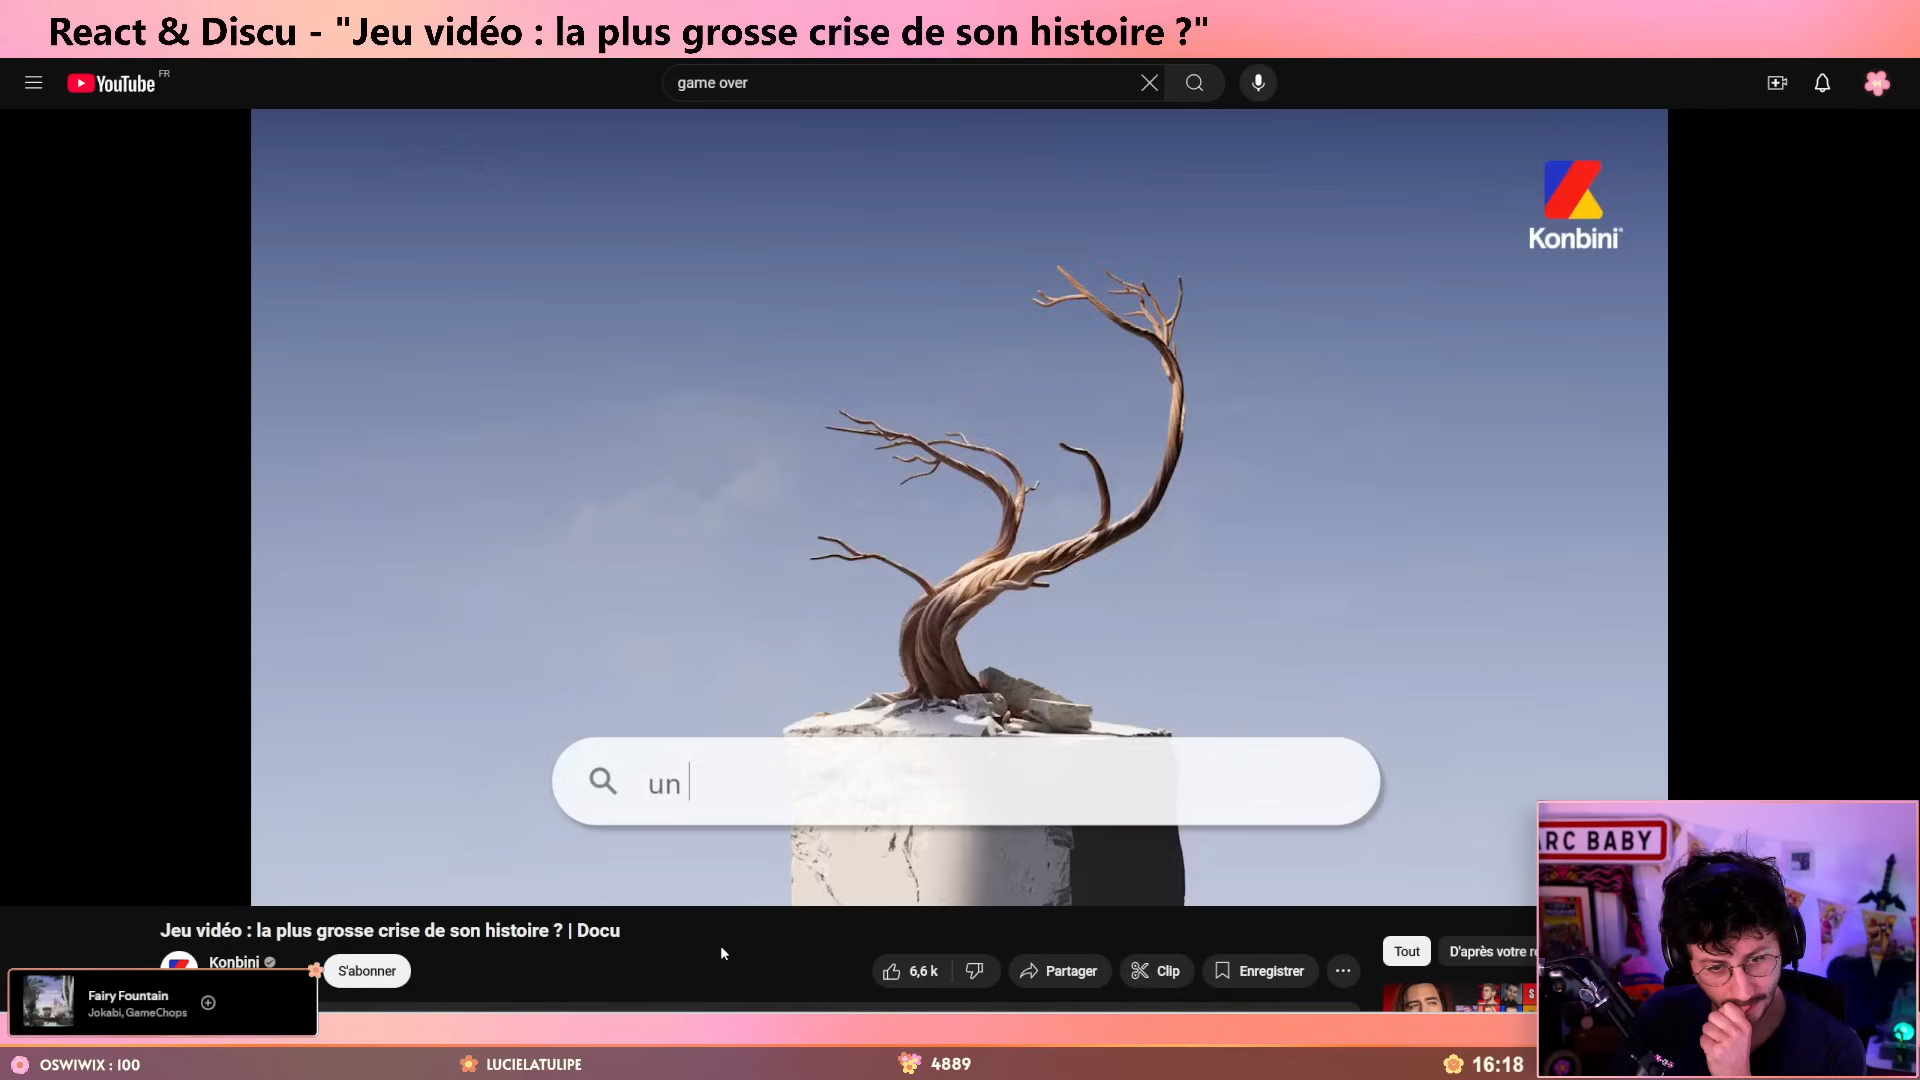 React & Discu - "Jeu vidéo : la plus grosse crise de son histoire ?"
YouTube FR
game over
Konbini
un
Jeu vidéo : la plus grosse crise de son histoire ? | Docu
Konbini
S'abonner
6,6 k
Partager
Clip
Enregistrer
Tout
D'après votre
Fairy Fountain
Jokabi, GameChops
ARC BABY
OSWIWIX : 100
LUCIELATULIPE
4889
16:18